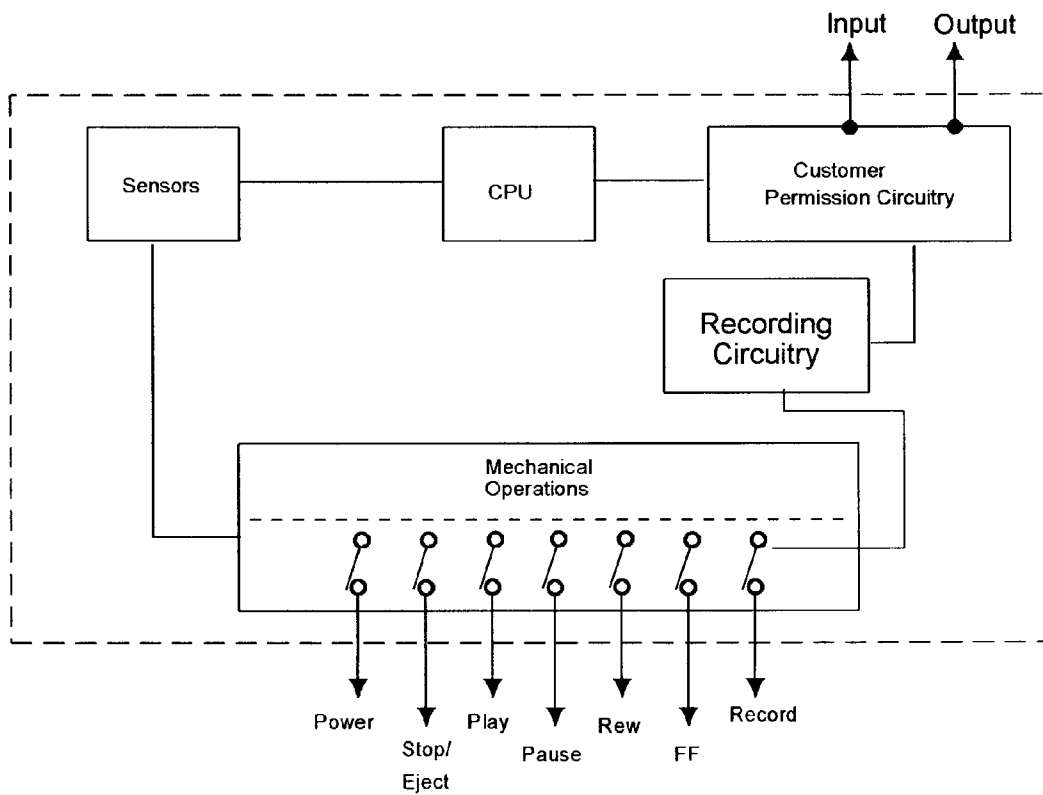 Input Output
Sensors
CPU
Customer
Permission Circuitry
Recording
Circuitry
Mechanical
Operations
Power
Stop/
Eject
Play
Pause
Rew
FF
Record